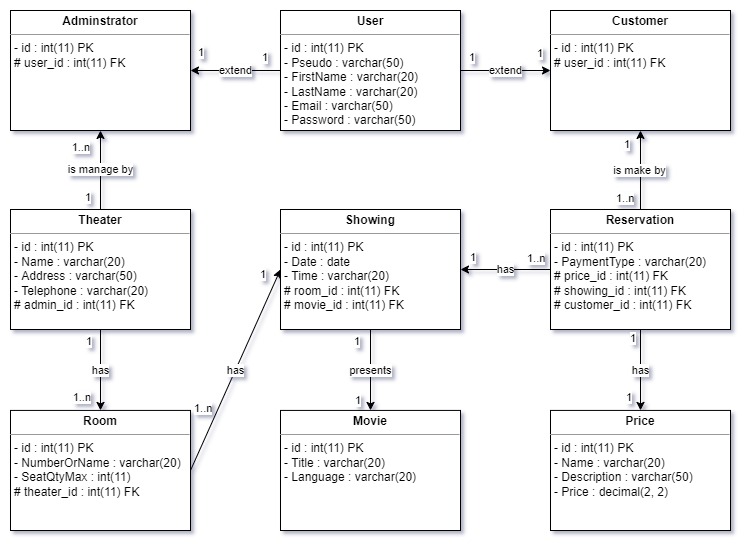 Adminstrator
- id : int(11) PK
# user_id : int(11) FK
1
extend
1
User
- id : int(11) PK
- Pseudo : varchar(50)
- FirstName : varchar(20)
- LastName : varchar(20)
- Email : varchar(50)
- Password : varchar(50)
1
extend
1
Customer
- id : int(11) PK
# user_id : int(11) FK
1..n
is manage by
1
1
is make by
1..n
Theater
- id : int(11) PK
- Name : varchar(20)
- Address : varchar(50)
- Telephone : varchar(20)
# admin_id : int(11) FK
Showing
- id : int(11) PK
- Date : date
- Time : varchar(20)
# room_id : int(11) FK
# movie_id : int(11) FK
1
has
1..n
Reservation
- id : int(11) PK
- PaymentType : varchar(20)
# price_id : int(11) FK
# showing_id : int(11) FK
# customer_id : int(11) FK
1
has
1..n
1
has
1..n
1
presents
1
1
has
1
Room
- id : int(11) PK
- NumberOrName : varchar(20)
- SeatQtyMax : int(11)
# theater_id : int(11) FK
Movie
- id : int(11) PK
- Title : varchar(20)
- Language : varchar(20)
Price
- id : int(11) PK
- Name : varchar(20)
- Description : varchar(50)
- Price : decimal(2, 2)